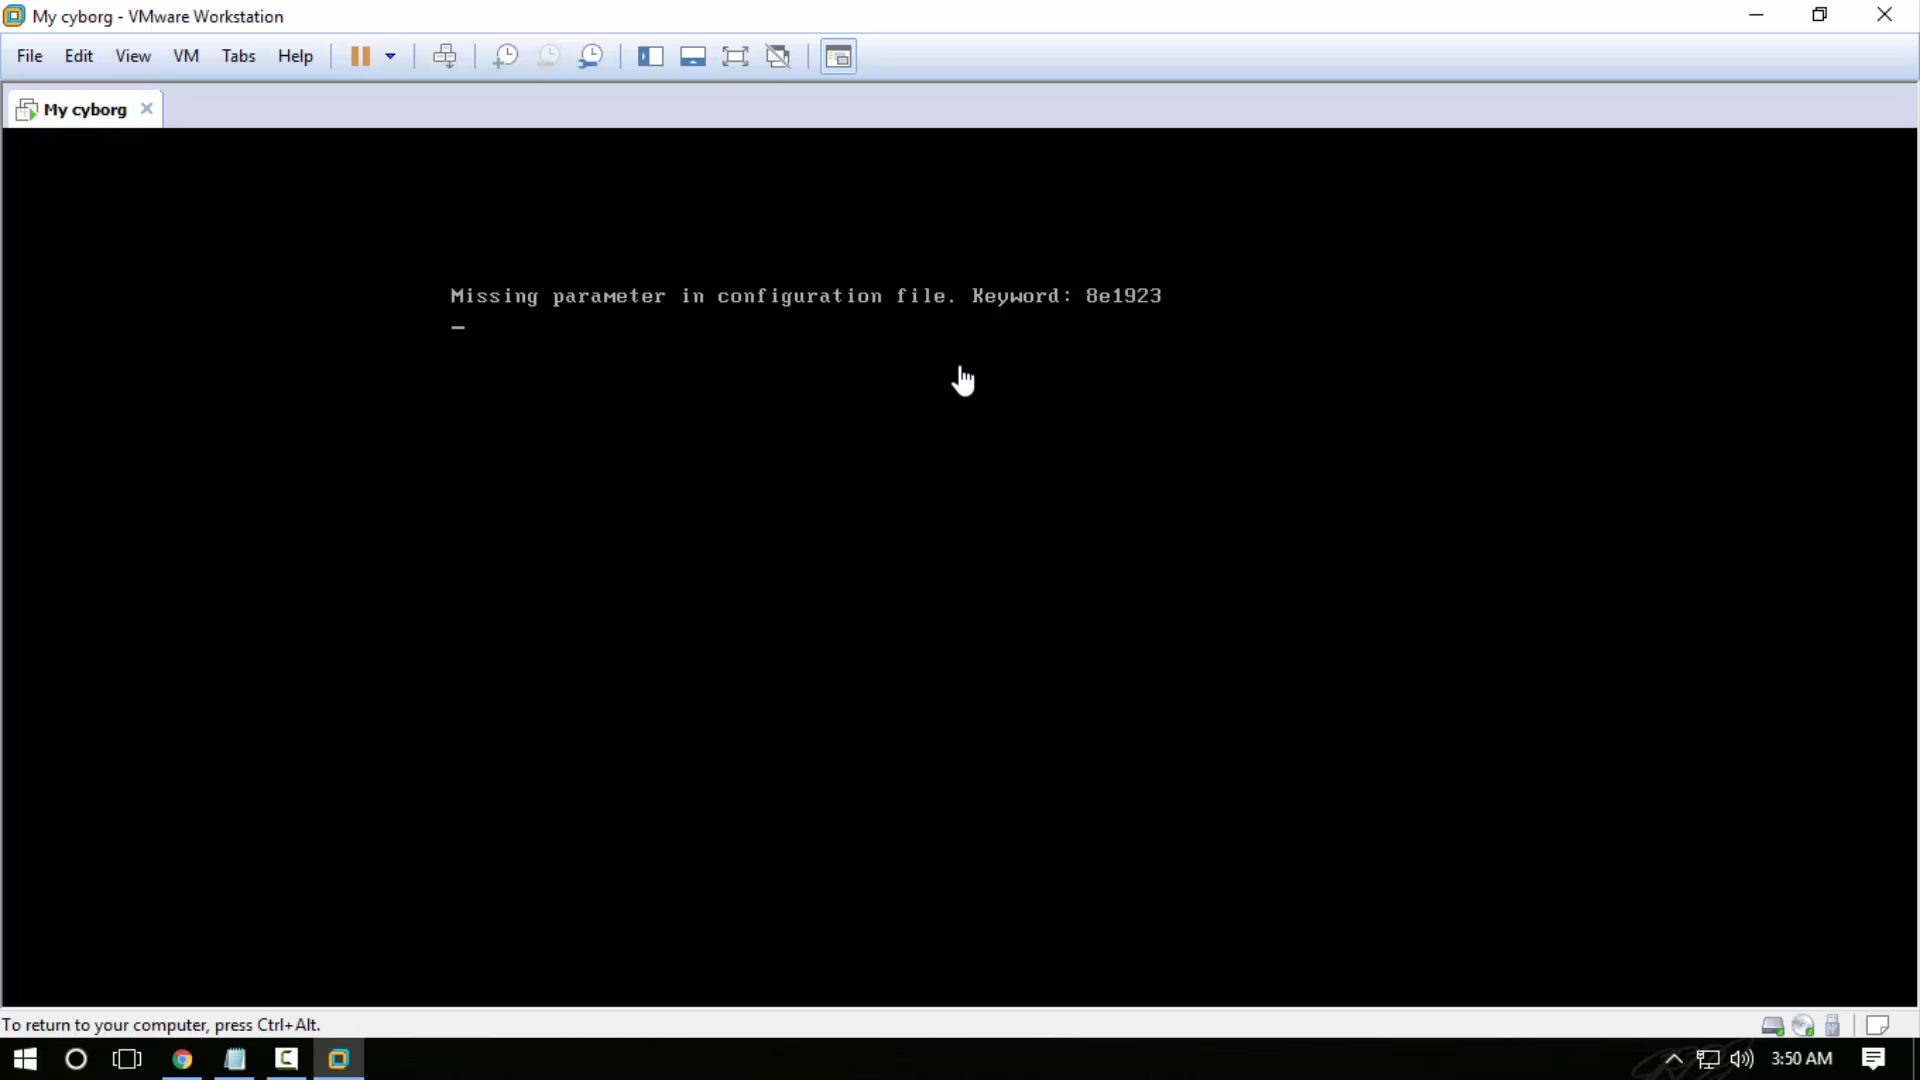 My cyborg - VMware Workstation
File Edit View VM Tabs Help
My cyborg
Missing parameter in configuration file. Keyword: 8e1923
To return to your computer, press Ctrl+Alt.
3:50 AM